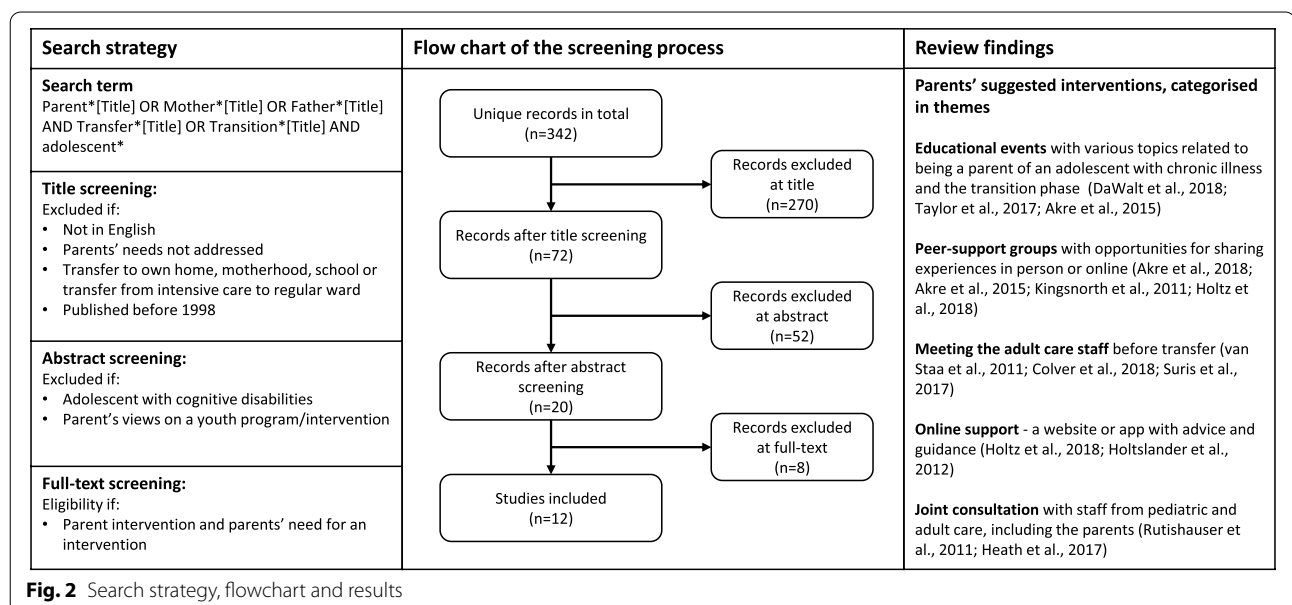 Search strategy
Search term
Parent*[Title] OR Mother*[Title] OR Father*[Title]
AND Transfer*[Title] OR Transition*[Title] AND
adolescent*
Title screening:
Excluded if:
• Not in English
• Parents' needs not addressed
• Transfer to own home, motherhood, school or
transfer from intensive care to regular ward
• Published before 1998
Abstract screening:
Excluded if:
• Adolescent with cognitive disabilities
• Parent's views on a youth program/intervention
Full-text screening:
Eligibility if:
• Parent intervention and parents' need for an
intervention
Flow chart of the screening process
Unique records in total
(n=342)
Records excluded
at title
(n=270)
Records after title screening
(n=72)
Records excluded
at abstract
(n=52)
Records after abstract
screening
(n=20)
Records excluded
at full-text
(n=8)
Studies included
(n=12)
Review findings
Parents' suggested interventions, categorised
in themes
Educational events with various topics related to
being a parent of an adolescent with chronic illness
and the transition phase (DaWalt et al., 2018;
Taylor et al., 2017; Akre et al., 2015)
Peer-support groups with opportunities for sharing
experiences in person or online (Akre et al., 2018;
Akre et al., 2015; Kingsnorth et al., 2011; Holtz et
al., 2018)
Meeting the adult care staff before transfer (van
Staa et al., 2011; Colver et al., 2018; Suris et al.,
2017)
Online support - a website or app with advice and
guidance (Holtz et al., 2018; Holtslander et al.,
2012)
Joint consultation with staff from pediatric and
adult care, including the parents (Rutishauser et
al., 2011; Heath et al., 2017)
Fig. 2 Search strategy, flowchart and results